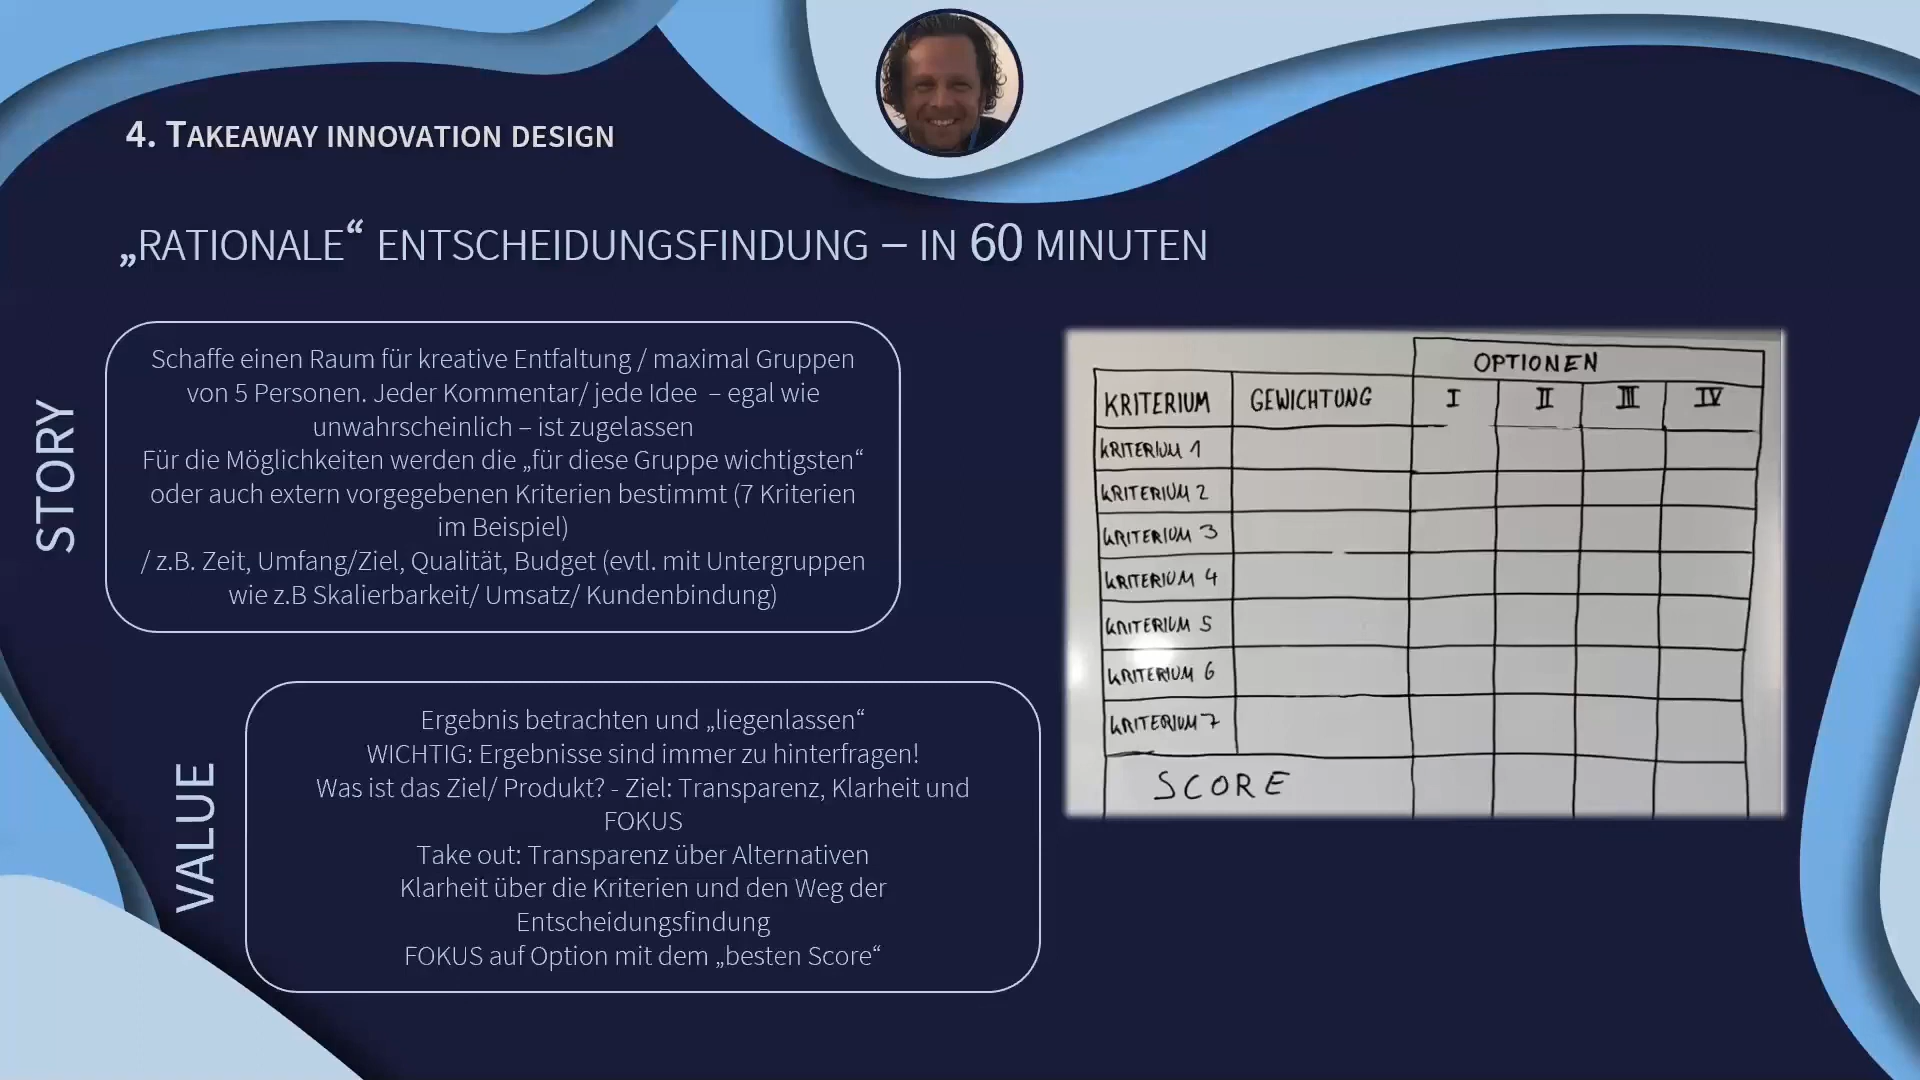 4. TAKEAWAY INNOVATION DESIGN
„RATIONALE“ ENTSCHEIDUNGSFINDUNG – IN 60 MINUTEN
STORY
Schaffe einen Raum für kreative Entfaltung / maximal Gruppen
von 5 Personen. Jeder Kommentar/ jede Idee – egal wie
unwahrscheinlich – ist zugelassen
Für die Möglichkeiten werden die „für diese Gruppe wichtigsten“
oder auch extern vorgegebenen Kriterien bestimmt (7 Kriterien
im Beispiel)
/ z.B. Zeit, Umfang/Ziel, Qualität, Budget (evtl. mit Untergruppen
wie z.B Skalierbarkeit/ Umsatz/ Kundenbindung)
VALUE
Ergebnis betrachten und „liegenlassen“
WICHTIG: Ergebnisse sind immer zu hinterfragen!
Was ist das Ziel/ Produkt? - Ziel: Transparenz, Klarheit und
FOKUS
Take out: Transparenz über Alternativen
Klarheit über die Kriterien und den Weg der
Entscheidungsfindung
FOKUS auf Option mit dem „besten Score“
OPTIONEN
KRITERIUM GEWICHTUNG I II III IV
KRITERIUM 1
KRITERIUM 2
KRITERIUM 3
KRITERIUM 4
KRITERIUM 5
KRITERIUM 6
KRITERIUM 7
SCORE